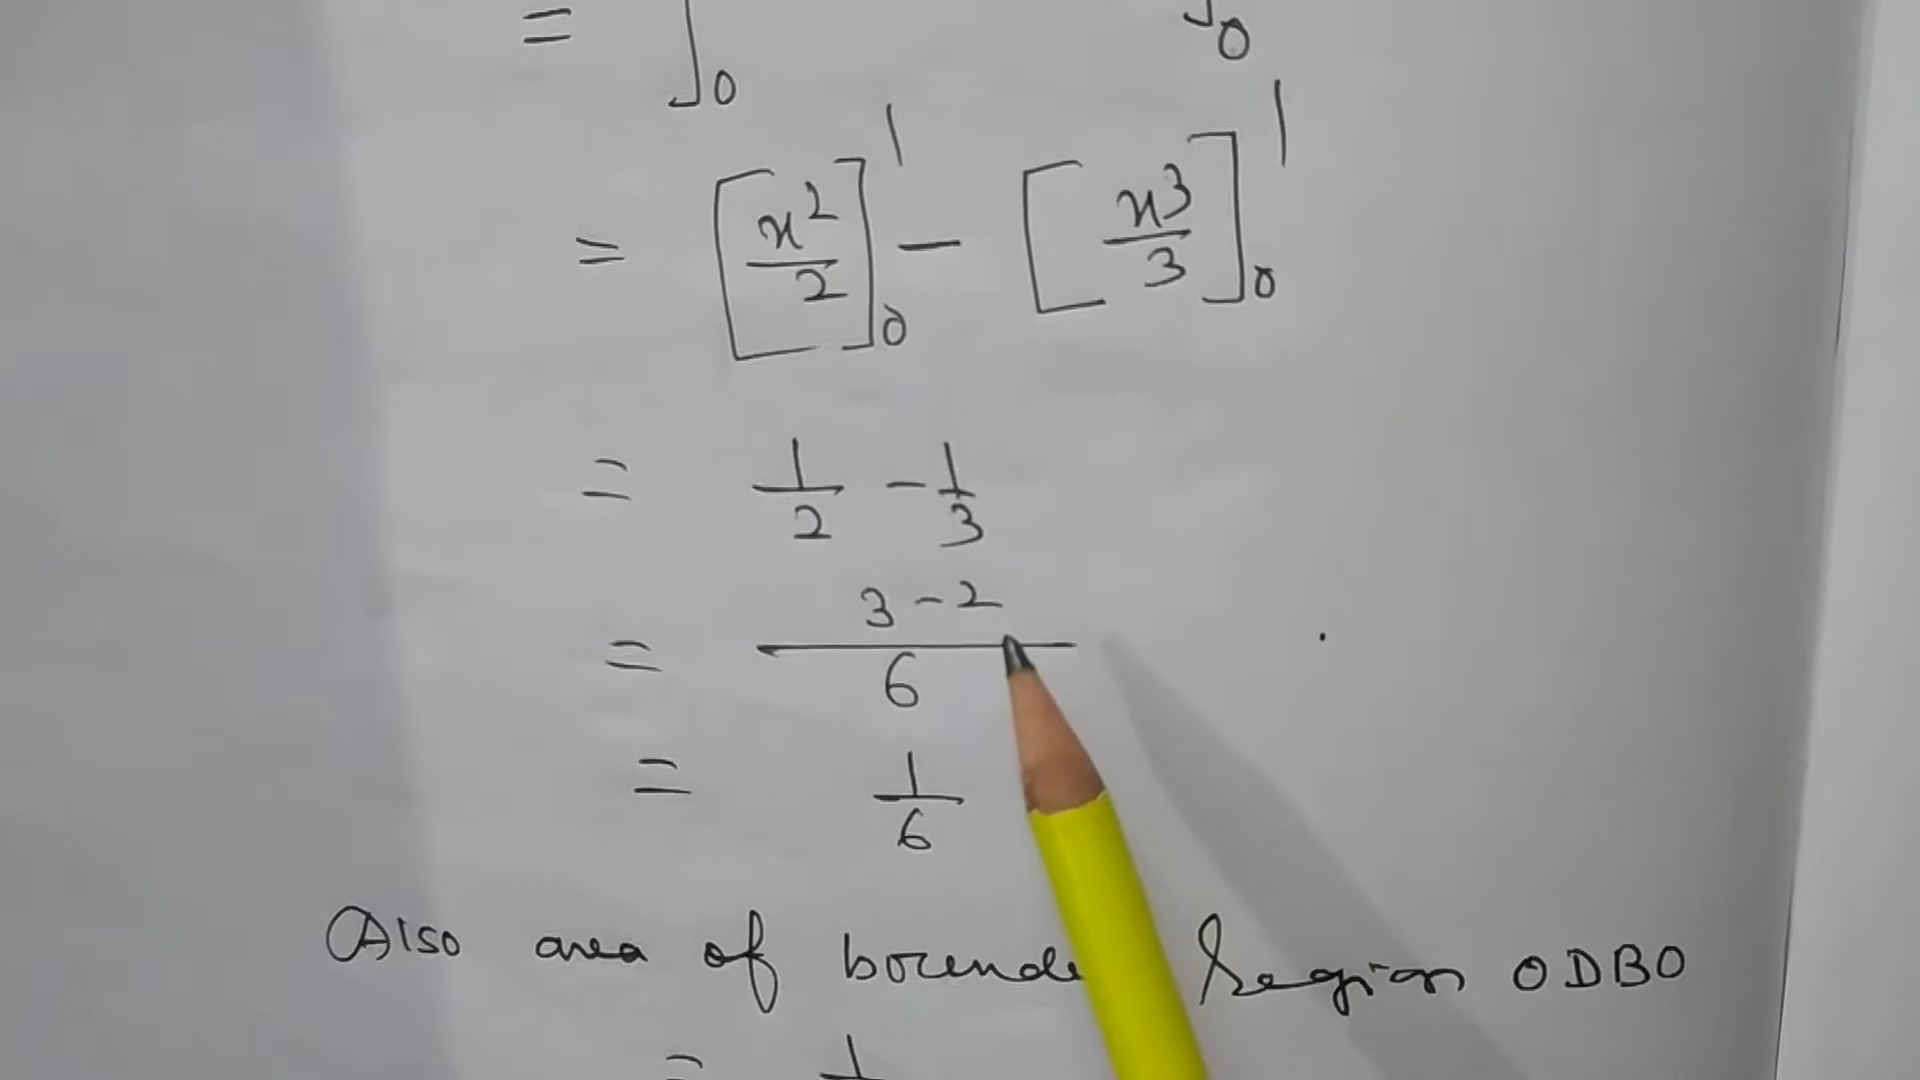 = ∫0 ∫0
= [x²/2]₀¹ - [x³/3]₀¹
= 1/2 - 1/3
= 3-2/6
= 1/6
Also area of region ODBO
= 1